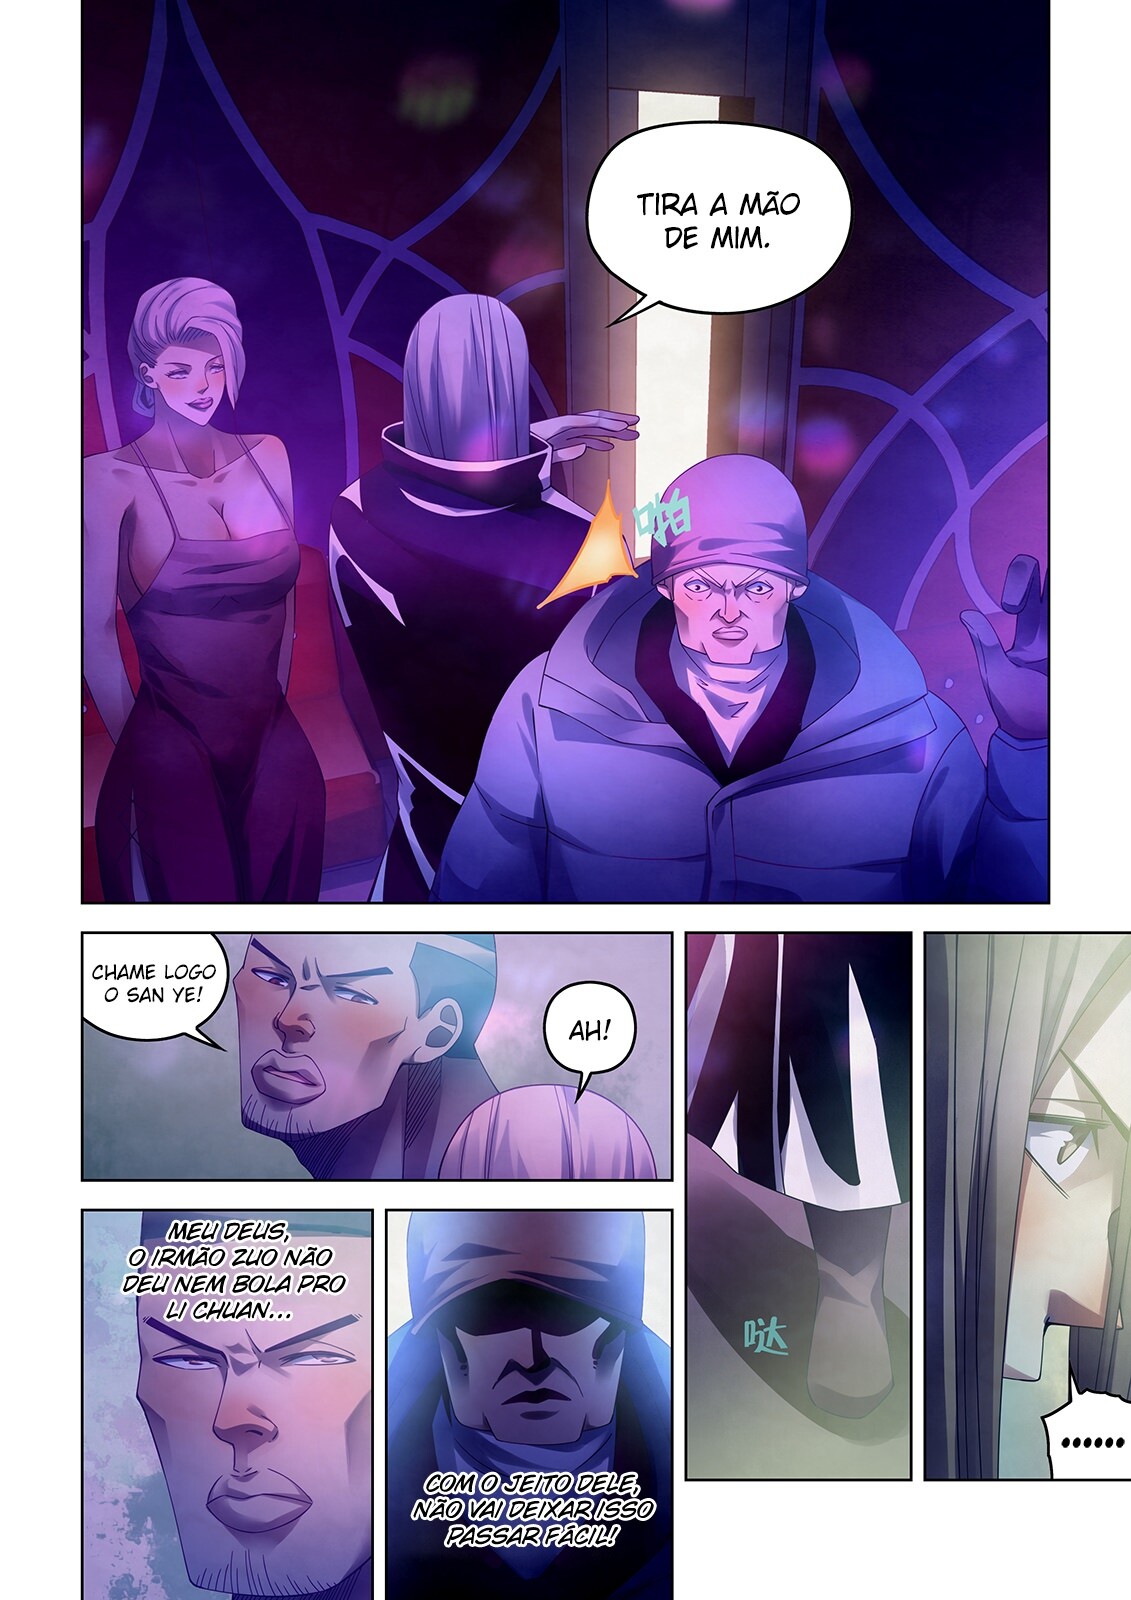 TIRA A MÃO
DE MIM.
啪
CHAME LOGO
O SAN YE!
AH!
哒
......
MEU DEUS,
O IRMÃO ZUO NÃO
DEU NEM BOLA PRO
LI CHUAN...
COM O JEITO DELE,
NÃO VAI DEIXAR ISSO
PASSAR FÁCIL!